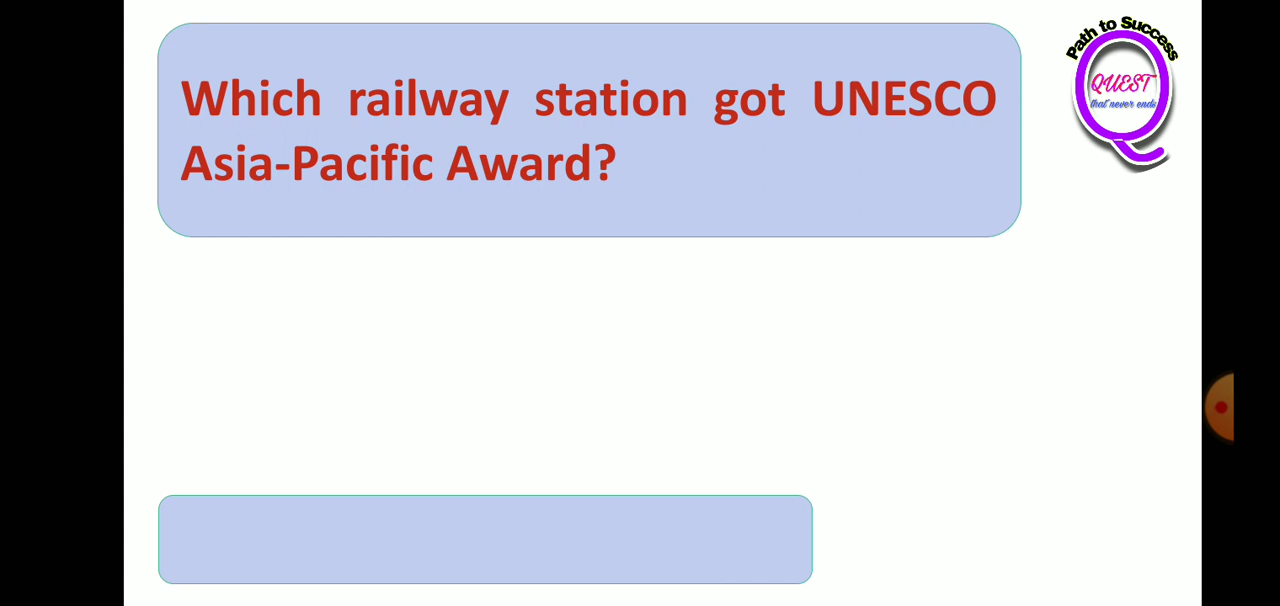 Which railway station got UNESCO
Asia-Pacific Award?
Path to Success
QUEST
that never ends